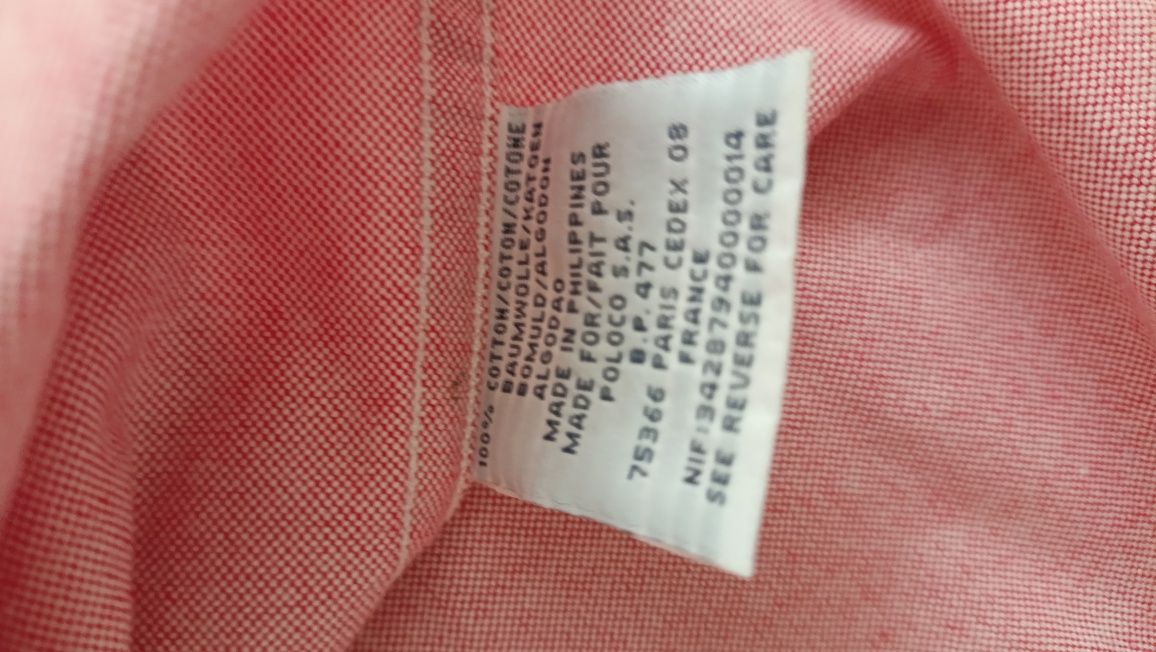 100% COTTON/COTON/COTONE
BAUMWOLLE/KATOEN
BOMULD/ALGODON
ALGODAO
MADE IN PHILIPPINES
MADE FOR/FAIT POUR
POLOCO S.A.S.
B.P. 477
75366 PARIS CEDEX 08
FRANCE
NIF:34287940000014
SEE REVERSE FOR CARE